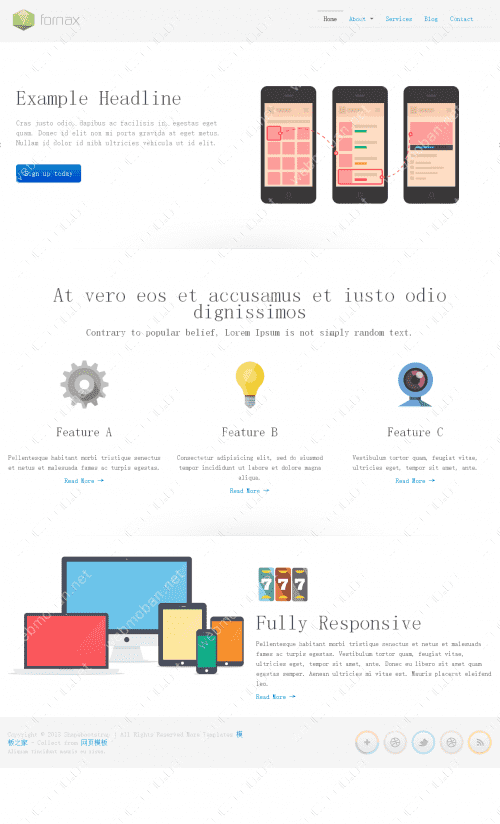 fornax
Home About Services Blog Contact
Example Headline
Cras justo odio, dapibus ac facilisis in, egestas eget
quam. Donec id elit non mi porta gravida at eget metus.
Nullam id dolor id nibh ultricies vehicula ut id elit.
Sign up today
At vero eos et accusamus et iusto odio
dignissimos
Contrary to popular belief, Lorem Ipsum is not simply random text.
Feature A
Pellentesque habitant morbi tristique senectus
et netus et malesuada fames ac turpis egestas.
Read More →
Feature B
Consectetur adipisicing elit, sed do eiusmod
tempor incididunt ut labore et dolore magna
aliqua.
Read More →
Feature C
Vestibulum tortor quam, feugiat vitae,
ultricies eget, tempor sit amet, ante.
Read More →
777
Fully Responsive
Pellentesque habitant morbi tristique senectus et netus et malesuada
fames ac turpis egestas. Vestibulum tortor quam, feugiat vitae,
ultricies eget, tempor sit amet, ante. Donec eu libero sit amet quam
egestas semper. Aenean ultricies mi vitae est. Mauris placerat eleifend
leo.
Read More →
Copyright © All Rights Reserved More Templates 模
板之家 - Collect from 网页模板
webmoban.net